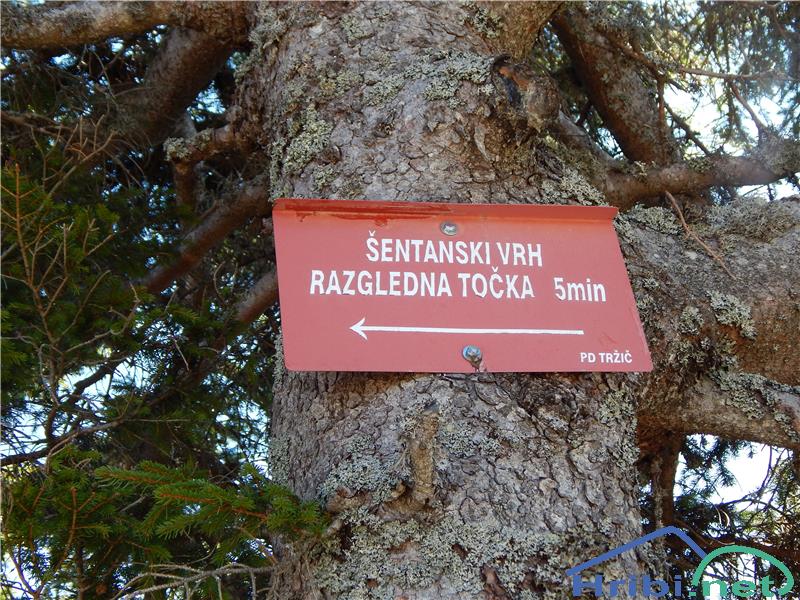 ŠENTANSKI VRH
RAZGLEDNA TOČKA 5min
PD TRŽIČ
Hribi.net